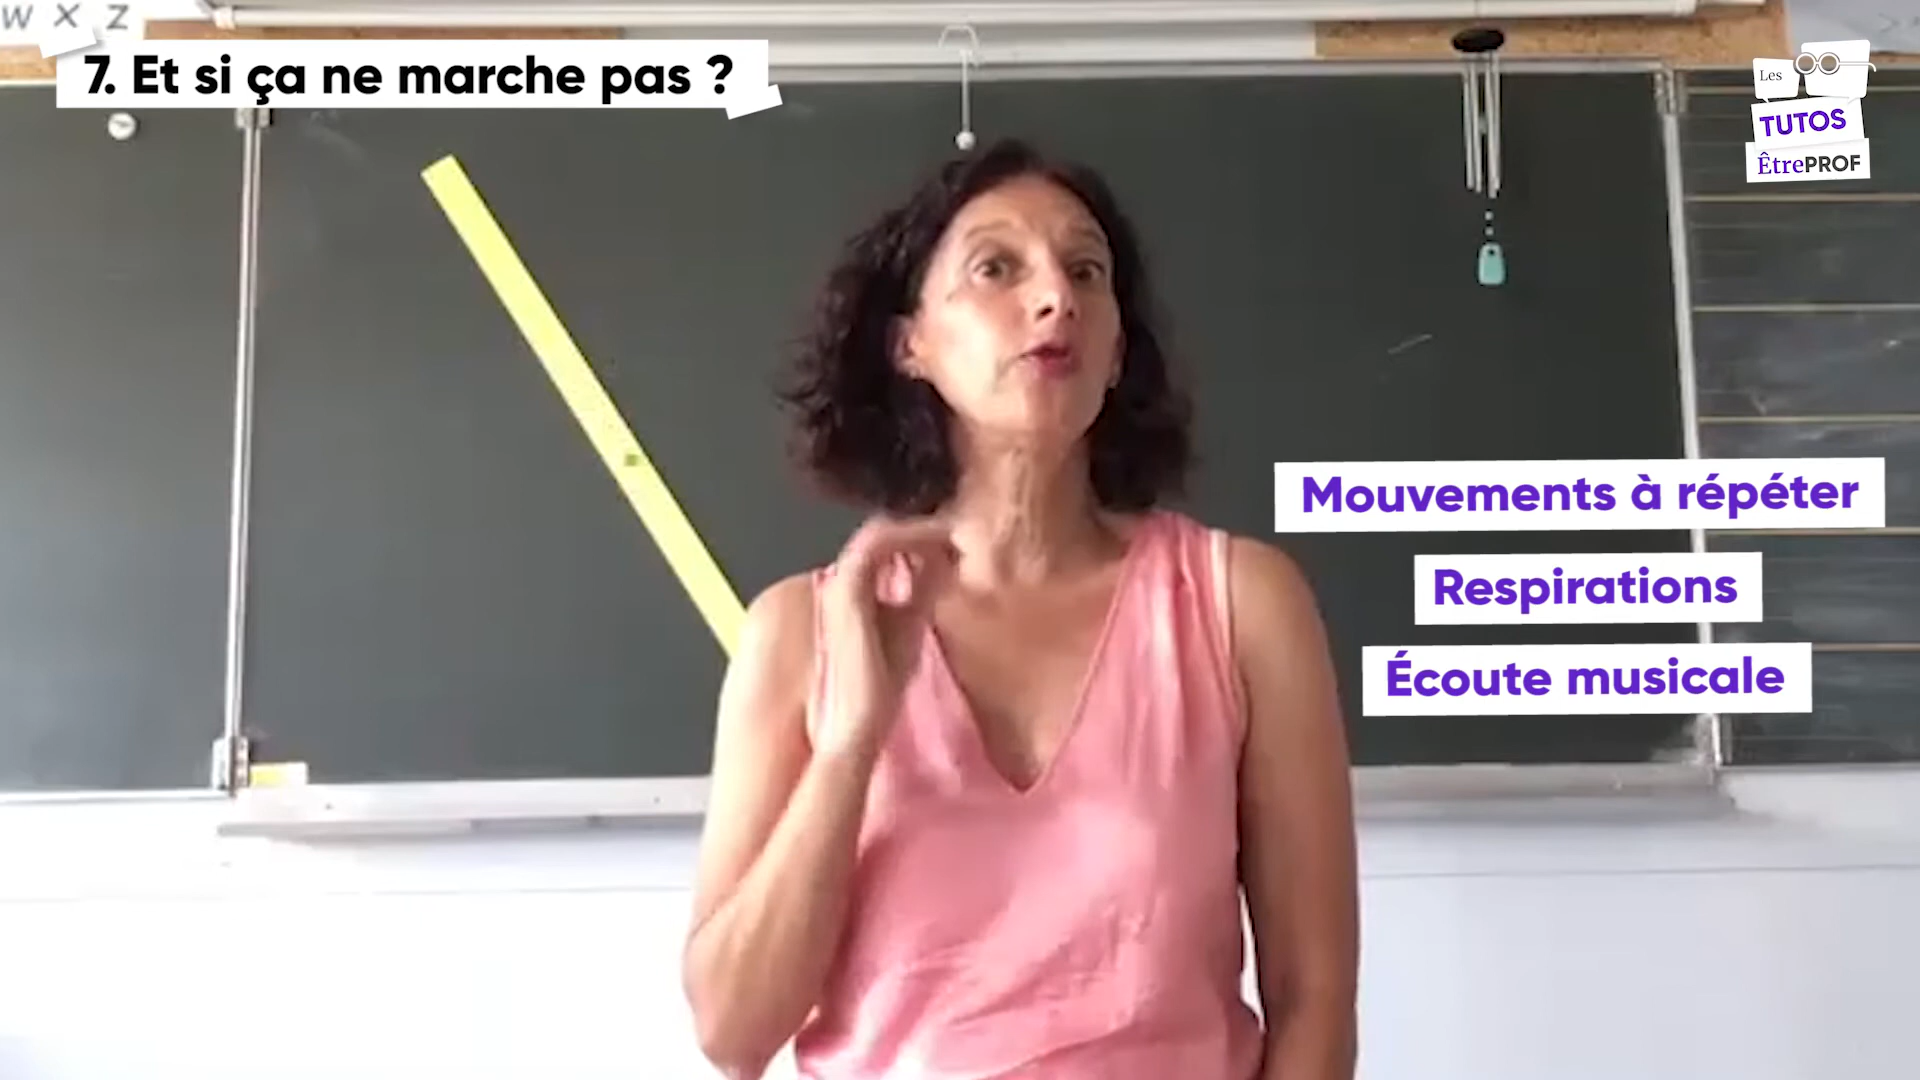 W X Z
7. Et si ça ne marche pas ?
Les
TUTOS
ÊtrePROF
Mouvements à répéter
Respirations
Écoute musicale